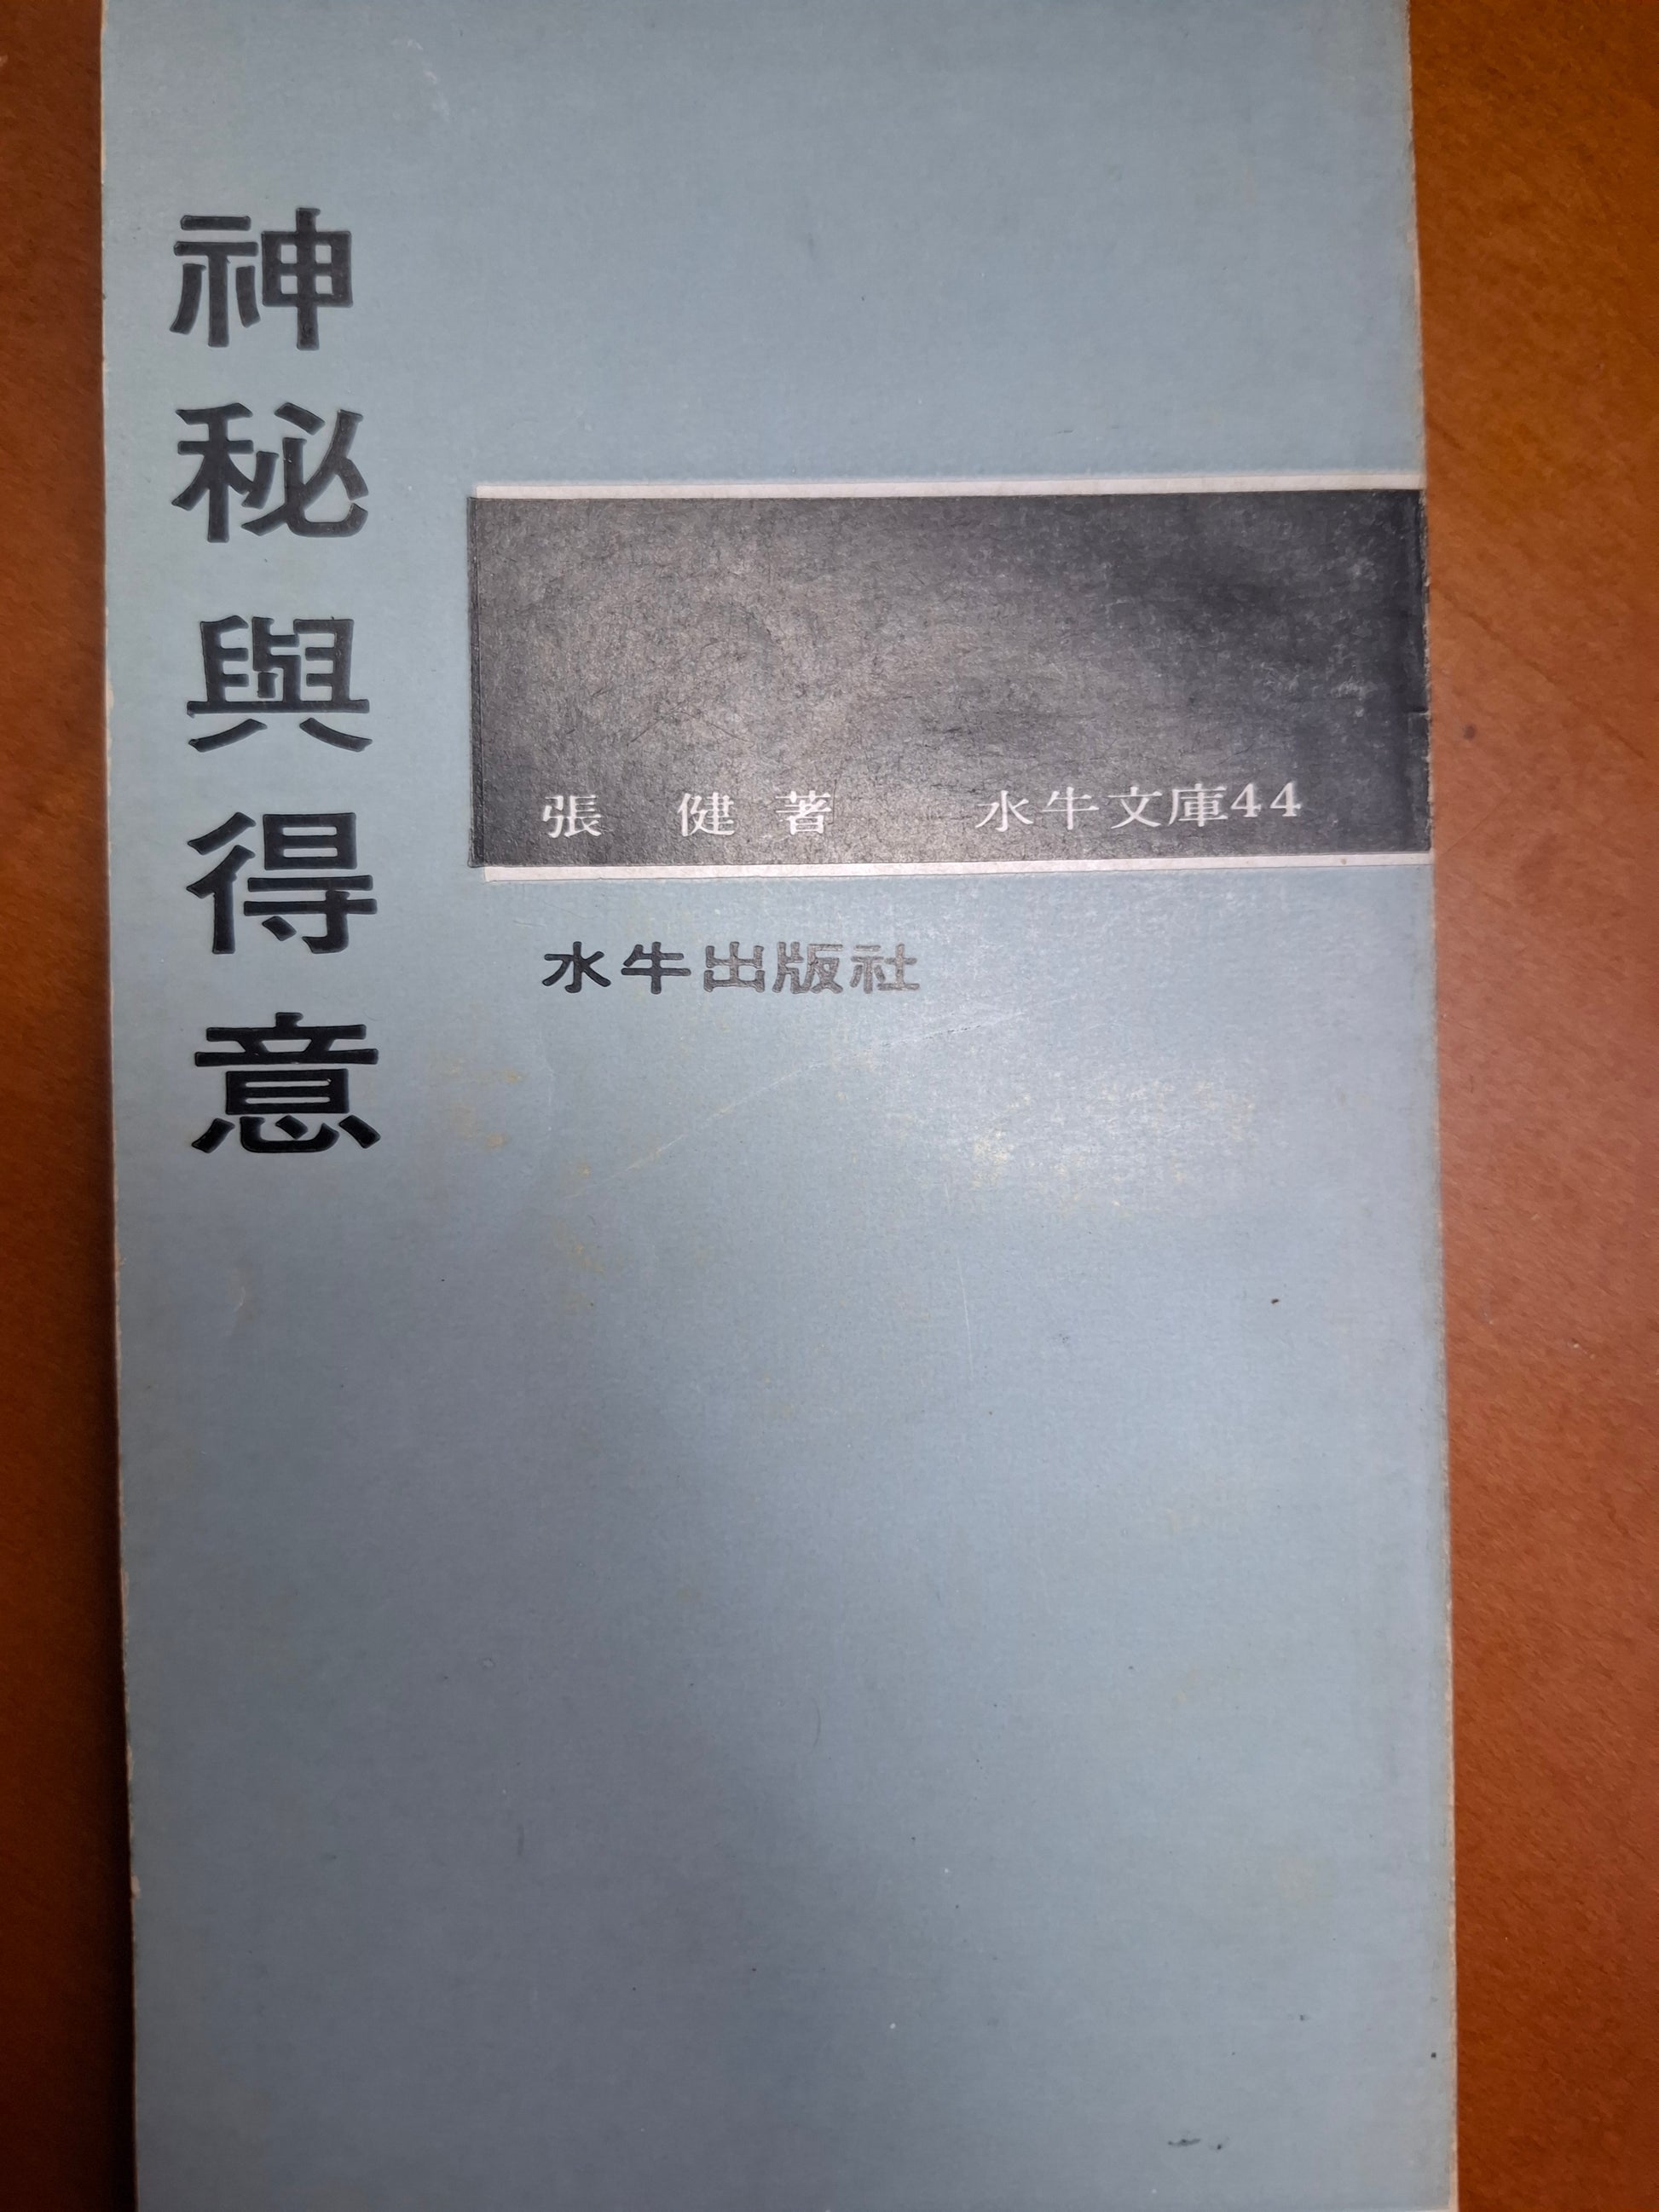 神秘與得意
張 健 著 水牛文庫44
水牛出版社